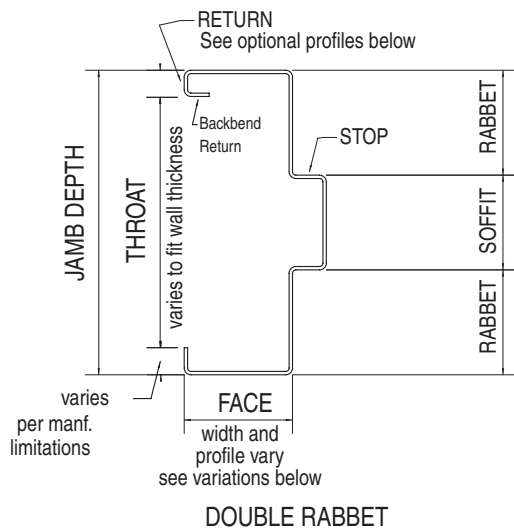 RETURN
See optional profiles below
Backbend
Return
STOP
JAMB DEPTH
THROAT
varies to fit wall thickness
RABBET
SOFFIT
RABBET
varies
per manf.
limitations
FACE
width and
profile vary
see variations below
DOUBLE RABBET